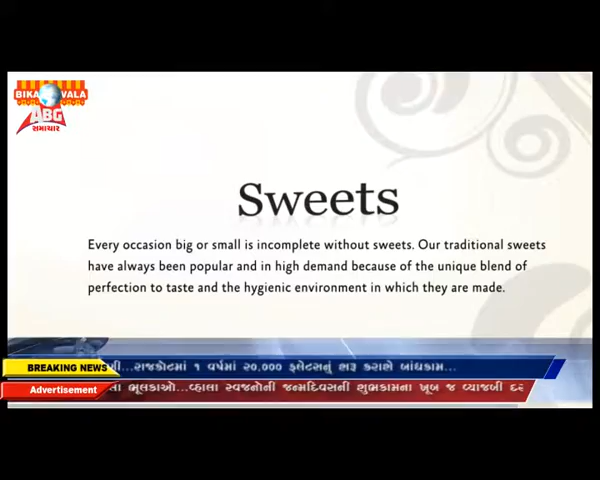 BIKA VALA
ABG
સમાચાર
Sweets
Every occasion big or small is incomplete without sweets. Our traditional sweets
have always been popular and in high demand because of the unique blend of
perfection to taste and the hygienic environment in which they are made.
BREAKING NEWS
...રાજકોટમાં ૧ વર્ષમાં ૨૦,૦૦૦ ફ્લેટસનું શરૂ કરાશે બાંધકામ...
Advertisement
ભૂલકાઓ...વ્હાલા સ્વજનોની જન્મદિવસની શુભકામના ખૂબ જ વ્યાજબી